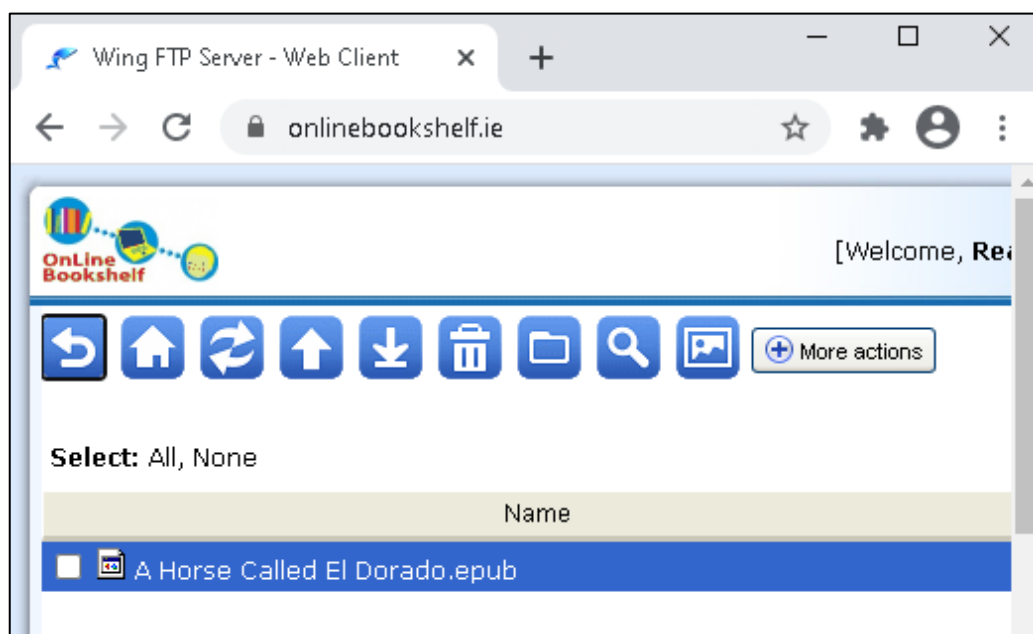 Wing FTP Server - Web Client
onlinebookshelf.ie
OnLine
Bookshelf
[Welcome,
More actions
Select: All, None
Name
A Horse Called El Dorado.epub